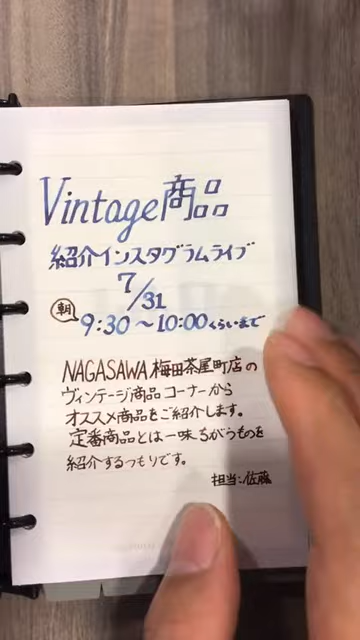 Vintage商品
紹介インスタグラムライブ
7/31
朝 9:30～10:00くらいまで
NAGASAWA 梅田茶屋町店の
ヴィンテージ商品コーナーから
オススメ商品をご紹介します。
定番商品とは一味ちがうものを
紹介するつもりです。
担当:佐藤